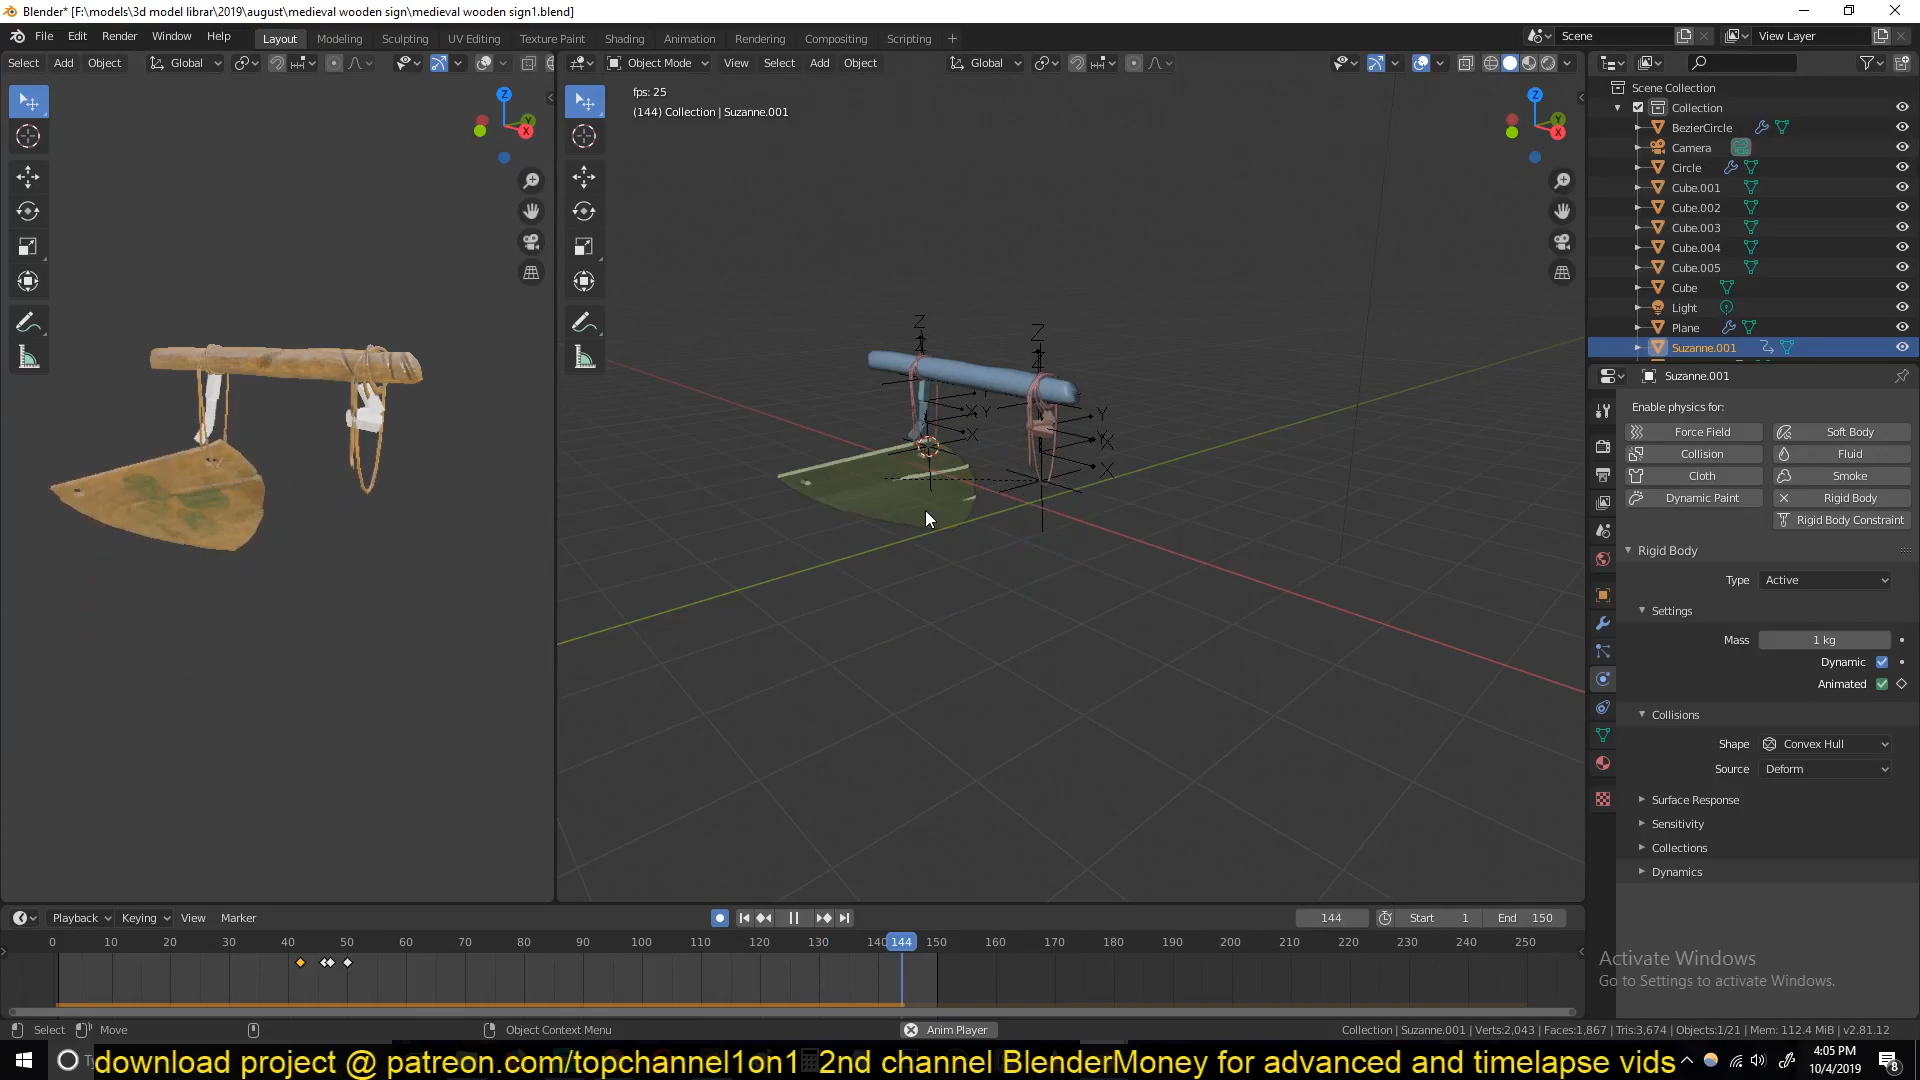 Blender* [F:\models\3d model librar\2019\august\medieval wooden sign\medieval wooden sign1.blend]
File Edit Render Window Help Layout Modeling Sculpting UV Editing Texture Paint Shading Animation Rendering Compositing Scripting + Scene View Layer
Select Add Object Global Object Mode View Select Add Object Global
fps: 25
(144) Collection | Suzanne.001
Scene Collection
Collection
BezierCircle
Camera
Circle
Cube.001
Cube.002
Cube.003
Cube.004
Cube.005
Cube
Light
Plane
Suzanne.001
Suzanne.001
Enable physics for:
Force Field Soft Body
Collision Fluid
Cloth Smoke
Dynamic Paint Rigid Body
Rigid Body Constraint
Rigid Body
Type Active
Settings
Mass 1 kg
Dynamic
Animated
Collisions
Shape Convex Hull
Source Deform
Surface Response
Sensitivity
Collections
Dynamics
Playback Keying View Marker 144 Start 1 End 150
0 10 20 30 40 50 60 70 80 90 100 110 120 130 140 144 150 160 170 180 190 200 210 220 230 240 250
Activate Windows
Go to Settings to activate Windows.
Select Move Object Context Menu Anim Player Collection | Suzanne.001 | Verts:2,043 | Faces:1,867 | Tris:3,674 | Objects:1/21 | Mem: 112.4 MiB | v2.81.12
download project @ patreon.com/topchannel1on1 2nd channel BlenderMoney for advanced and timelapse vids
4:05 PM
10/4/2019
8